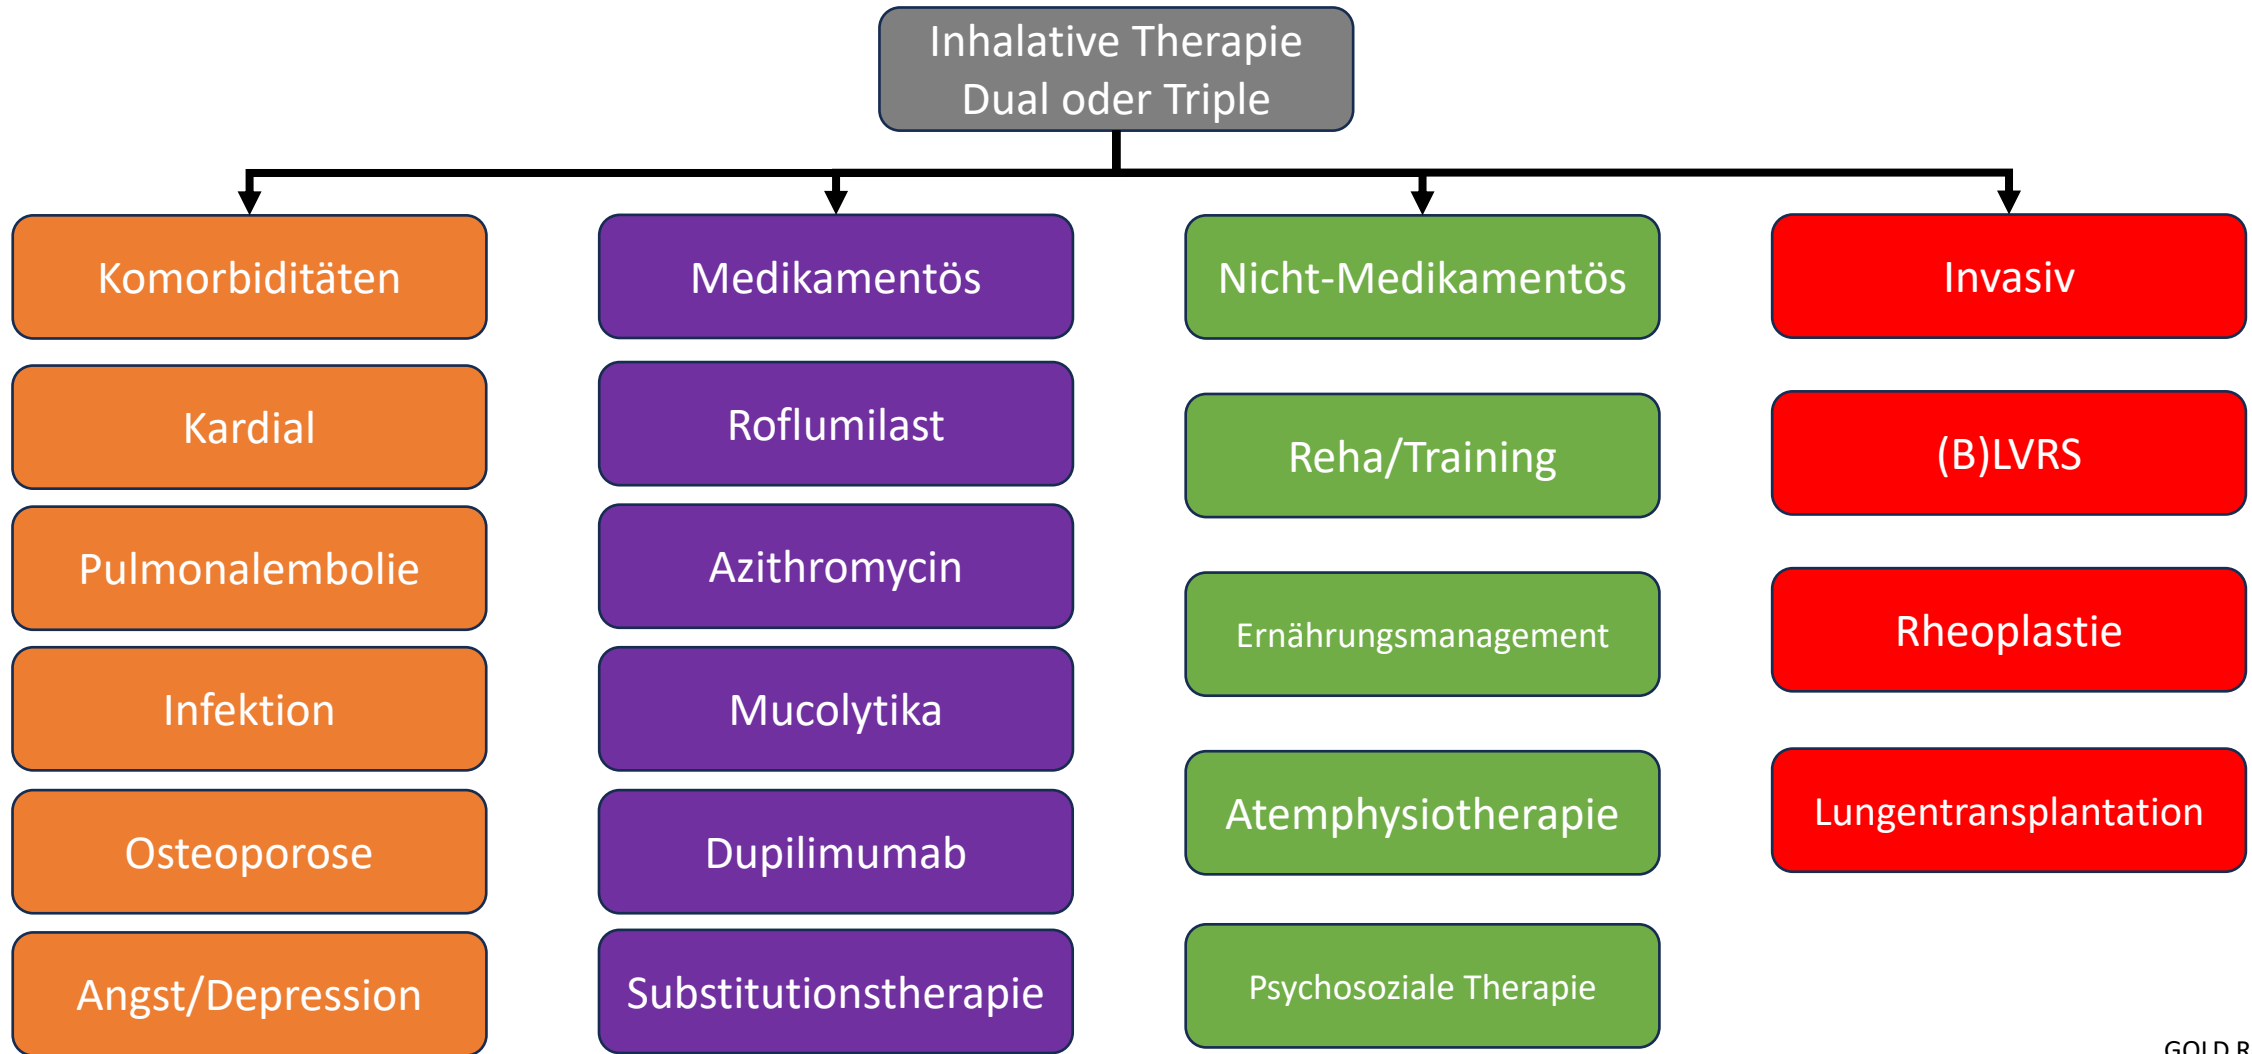 Inhalative Therapie
Dual oder Triple
Komorbiditäten
Kardial
Pulmonalembolie
Infektion
Osteoporose
Angst/Depression
Medikamentös
Roflumilast
Azithromycin
Mucolytika
Dupilimumab
Substitutionstherapie
Nicht-Medikamentös
Reha/Training
Ernährungsmanagement
Atemphysiotherapie
Psychosoziale Therapie
Invasiv
(B)LVRS
Rheoplastie
Lungentransplantation
GOLD R